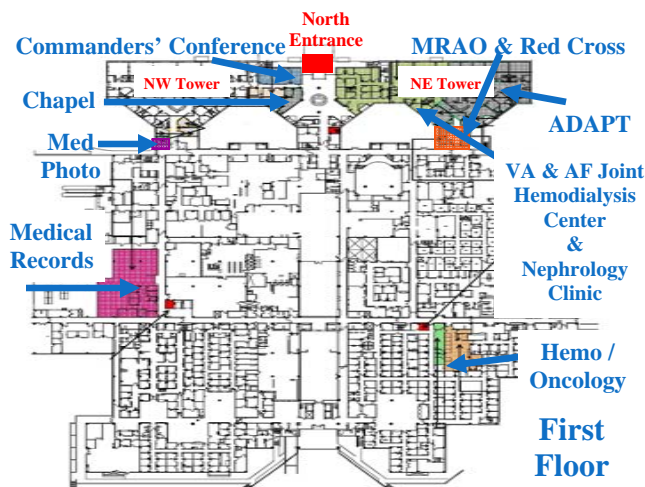 North
Entrance
Commanders' Conference
MRAO & Red Cross
NW Tower
NE Tower
Chapel
ADAPT
Med
Photo
VA & AF Joint
Hemodialysis
Center
&
Nephrology
Clinic
Medical
Records
Hemo /
Oncology
First
Floor